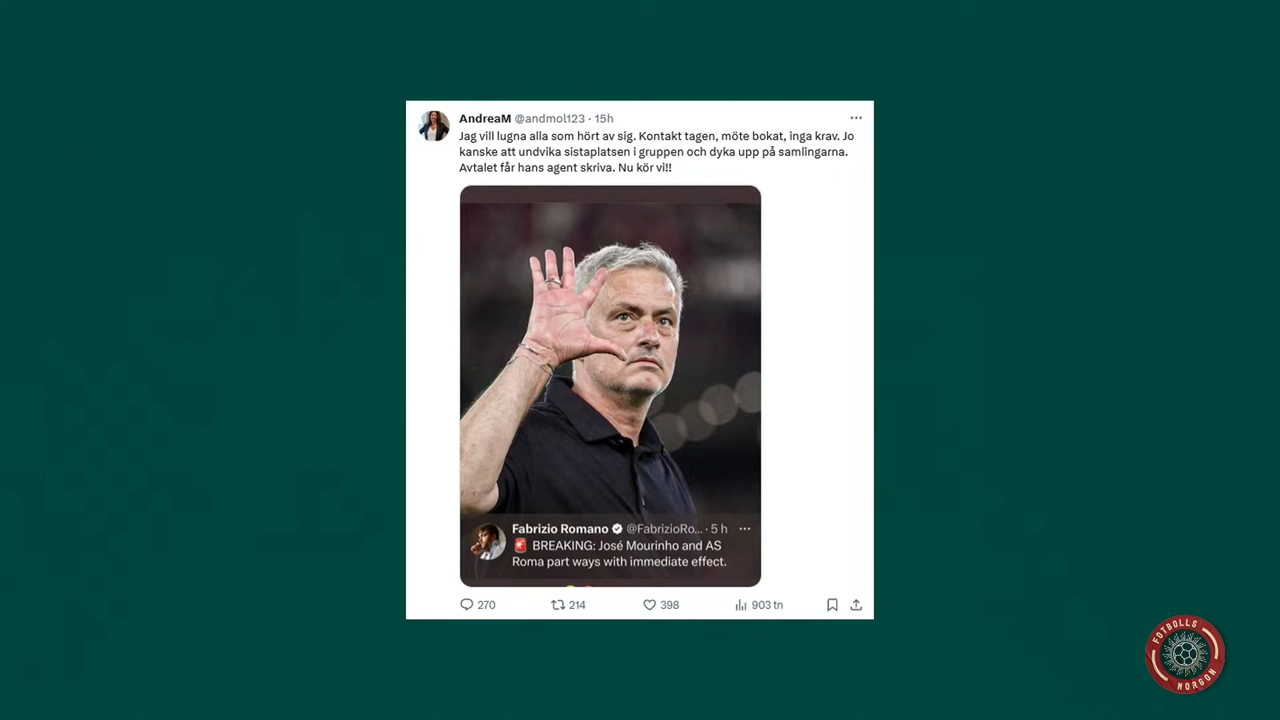 AndreaM @andmol123 · 15h
Jag vill lugna alla som hört av sig. Kontakt tagen, möte bokat, inga krav. Jo
kanske att undvika sistaplatsen i gruppen och dyka upp på samlingarna.
Avtalet får hans agent skriva. Nu kör vi!!
Fabrizio Romano @FabrizioRo... · 5 h
🚨 BREAKING: José Mourinho and AS
Roma part ways with immediate effect.
270 214 398 903 tn
FOTBOLLS
MORGON